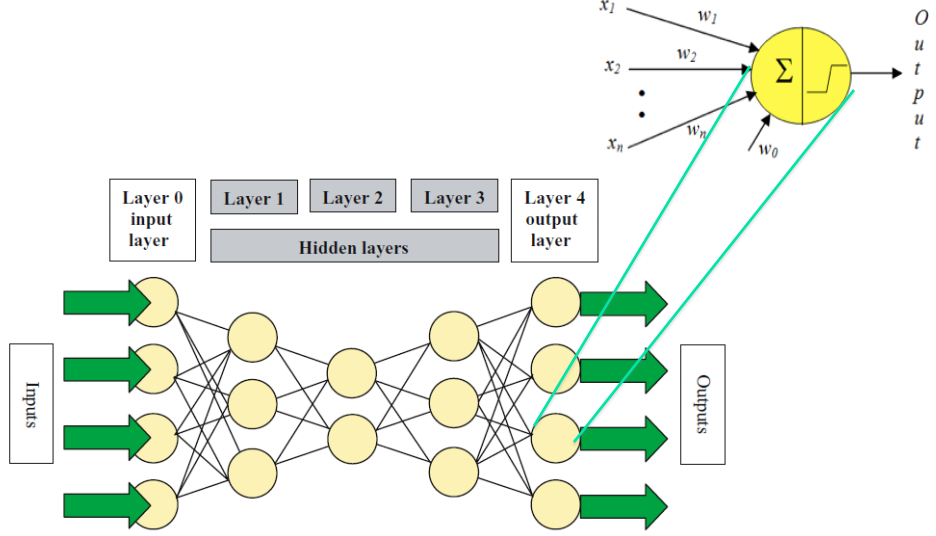 x1
w1
x2
w2
xn
wn
w0
Σ
O
u
t
p
u
t
Layer 0
input
layer
Layer 1
Layer 2
Layer 3
Hidden layers
Layer 4
output
layer
Inputs
Outputs